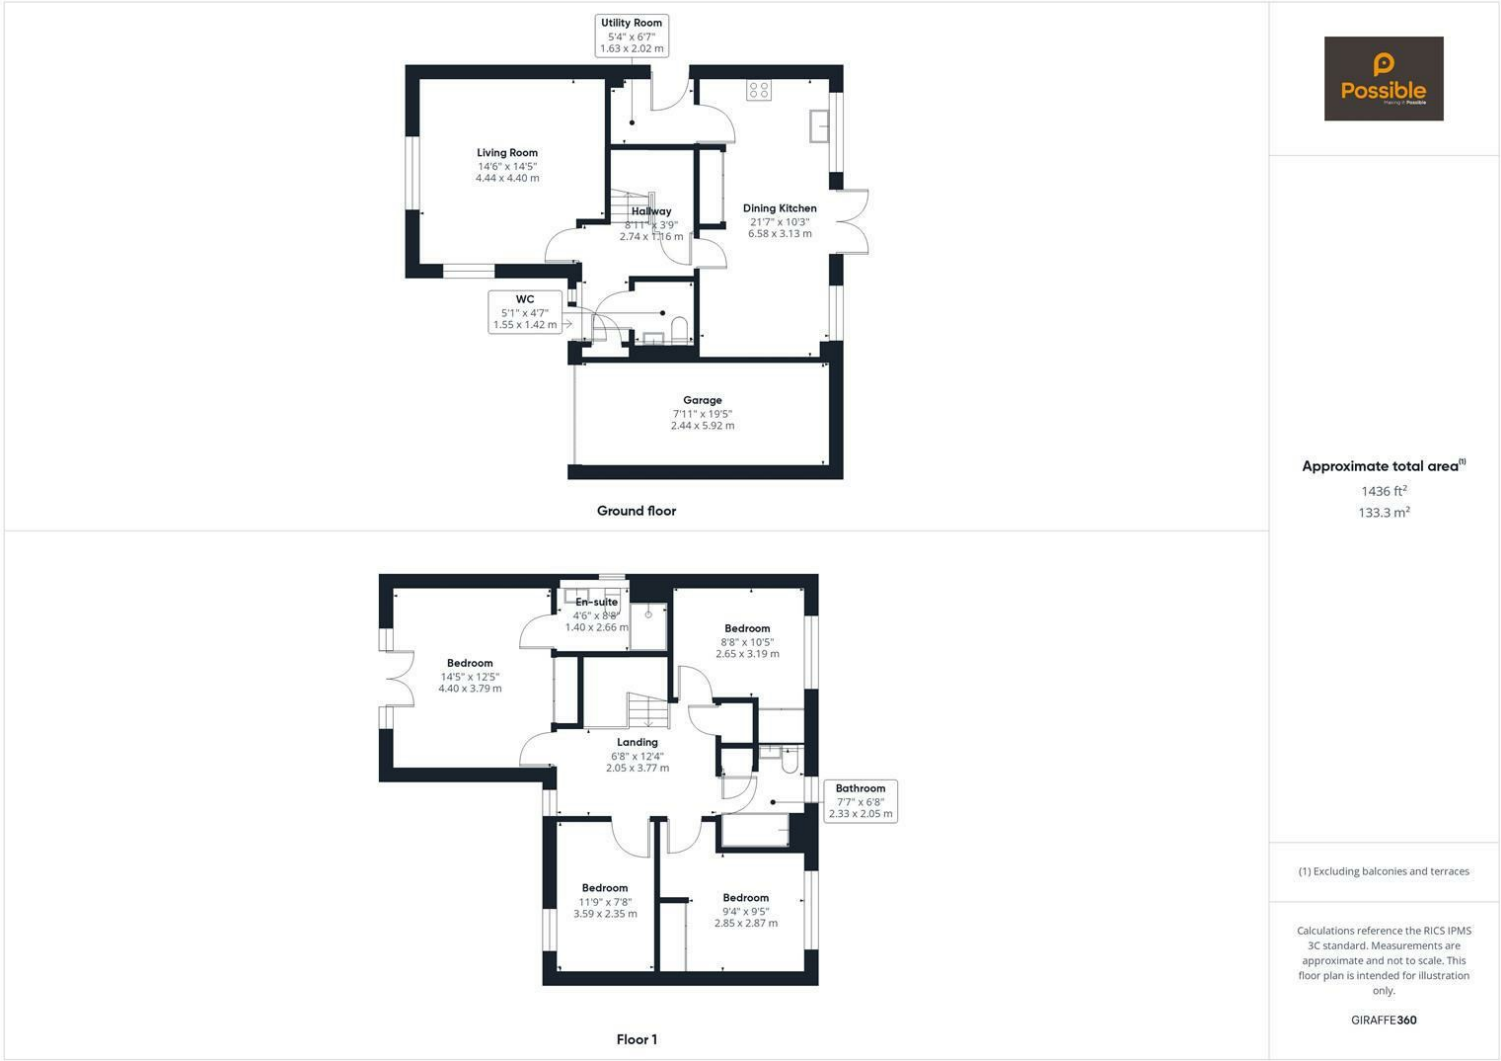 Utility Room
5'4" x 6'7"
1.63 x 2.02 m
Living Room
14'6" x 14'5"
4.44 x 4.40 m
Hallway
8'11" x 3'9"
2.74 x 1.16 m
Dining Kitchen
21'7" x 10'3"
6.58 x 3.13 m
WC
5'1" x 4'7"
1.55 x 1.42 m
Garage
7'11" x 19'5"
2.44 x 5.92 m
Ground floor
En-suite
4'6" x 8'8"
1.40 x 2.66 m
Bedroom
8'8" x 10'5"
2.65 x 3.19 m
Bedroom
14'5" x 12'5"
4.40 x 3.79 m
Landing
6'8" x 12'4"
2.05 x 3.77 m
Bathroom
7'7" x 6'8"
2.33 x 2.05 m
Bedroom
11'9" x 7'8"
3.59 x 2.35 m
Bedroom
9'4" x 9'5"
2.85 x 2.87 m
Floor 1
Possible
Making it Possible
Approximate total area(1)
1436 ft²
133.3 m²
(1) Excluding balconies and terraces
Calculations reference the RICS IPMS
3C standard. Measurements are
approximate and not to scale. This
floor plan is intended for illustration
only.
GIRAFFE360